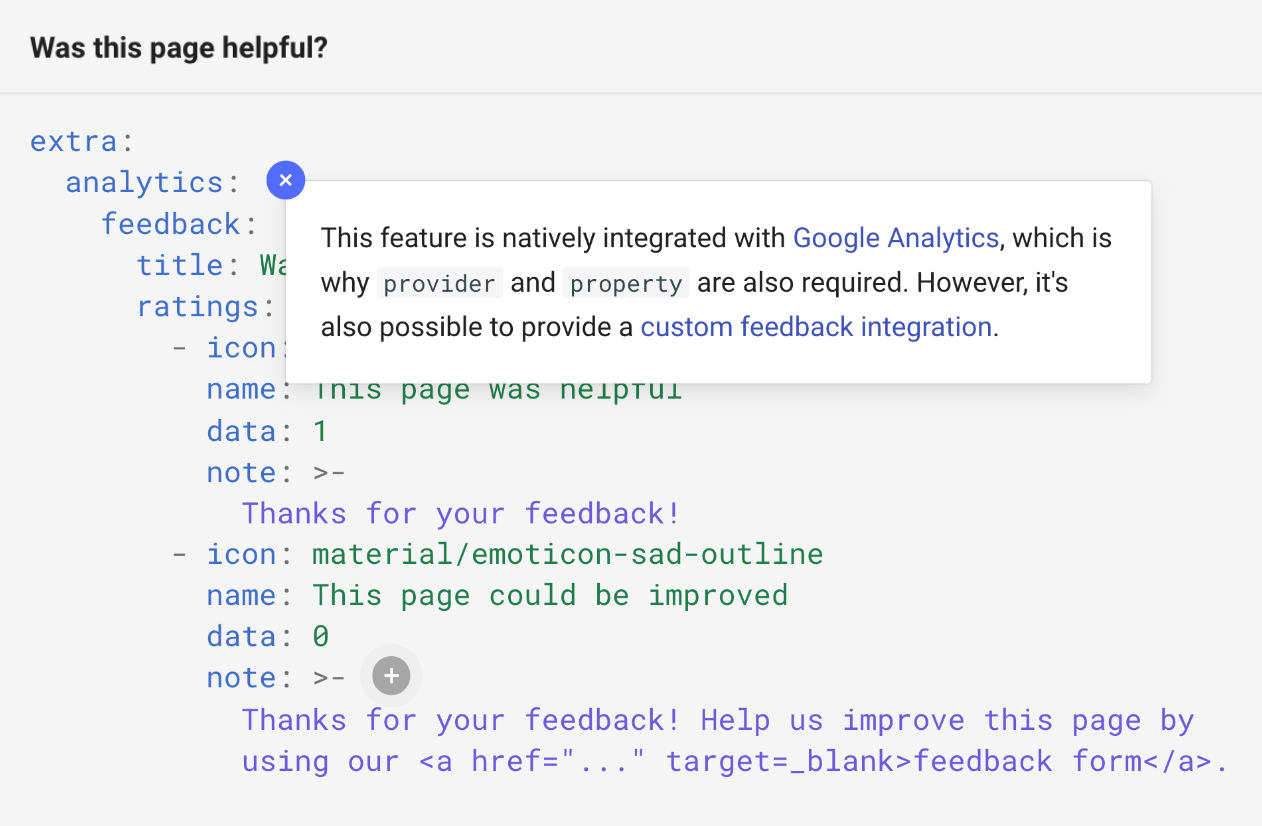 Was this page helpful?
extra:
analytics:
feedback:
This feature is natively integrated with Google Analytics, which is
title:
why provider and property are also required. However, it's
ratings:
also possible to provide a custom feedback integration.
- icon:
name: This page was helpful
data: 1
note: >-
Thanks for your feedback!
- icon: material/emoticon-sad-outline
name: This page could be improved
data: 0
note: >-
Thanks for your feedback! Help us improve this page by
using our <a href="..." target=_blank>feedback form</a>.